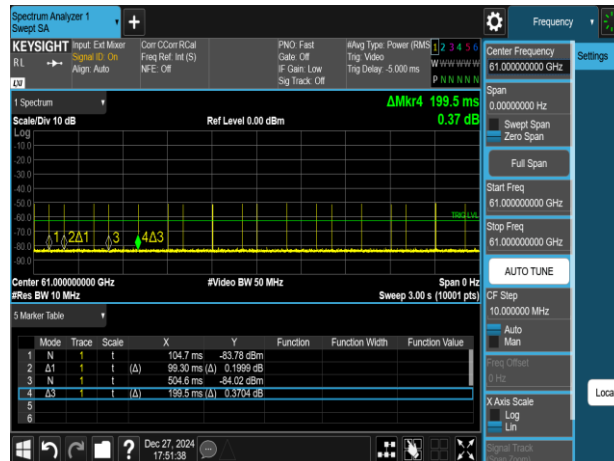 Spectrum Analyzer 1
Swept SA
+
Frequency
KEYSIGHT
RL
Input: Ext Mixer
Signal ID: On
Align: Auto
Corr CCorr RCal
Freq Ref: Int (S)
NFE: Off
PNO: Fast
Gate: Off
IF Gain: Low
Sig Track: Off
#Avg Type: Power (RMS
Trig: Video
Trig Delay: -5.000 ms
1 2 3 4 5 6
W W W W W W
P N N N N N
LXI
1 Spectrum
Scale/Div 10 dB
Ref Level 0.00 dBm
ΔMkr4 199.5 ms
0.37 dB
Log
-10.0
-20.0
-30.0
-40.0
-50.0
-60.0
-70.0
-80.0
-90.0
TRIG LVL
1 2Δ1 3 4Δ3
Center 61.000000000 GHz
#Res BW 10 MHz
#Video BW 50 MHz
Span 0 Hz
Sweep 3.00 s (10001 pts)
5 Marker Table
Mode Trace Scale X Y Function Function Width Function Value
1 N 1 t 104.7 ms -83.78 dBm
2 Δ1 1 t (Δ) 99.30 ms (Δ) 0.1999 dB
3 N 1 t 504.6 ms -84.02 dBm
4 Δ3 1 t (Δ) 199.5 ms (Δ) 0.3704 dB
5
6
?
Dec 27, 2024
17:51:38
Center Frequency
61.000000000 GHz
Span
0.00000000 Hz
Swept Span
Zero Span
Full Span
Start Freq
61.000000000 GHz
Stop Freq
61.000000000 GHz
AUTO TUNE
CF Step
10.000000 MHz
Auto
Man
Freq Offset
0 Hz
X Axis Scale
Log
Lin
Signal Track
(Span Zoom)
Settings
Loca